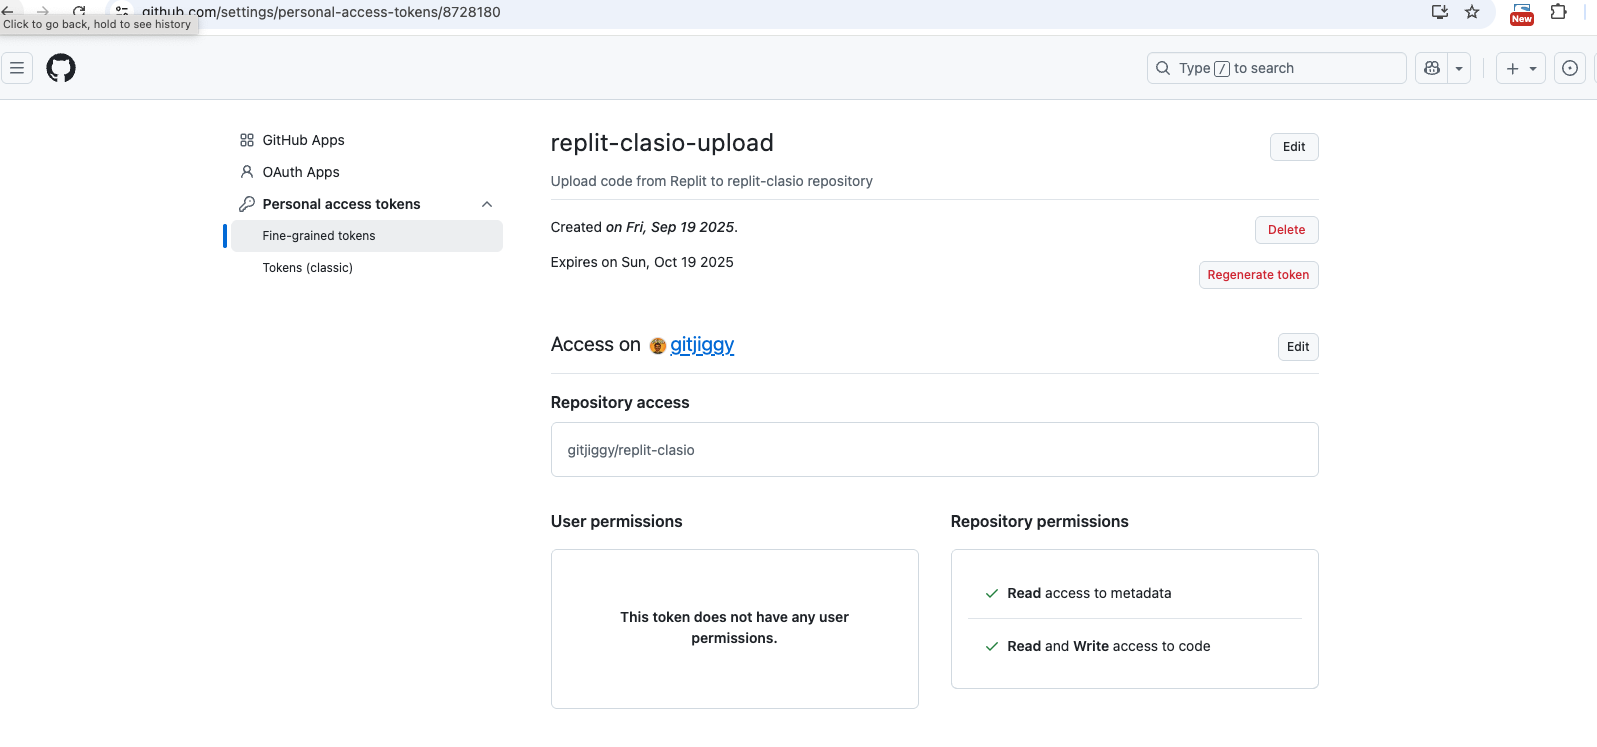 github.com/settings/personal-access-tokens/8728180
New
Click to go back, hold to see history
Type / to search
GitHub Apps
OAuth Apps
Personal access tokens
Fine-grained tokens
Tokens (classic)
replit-clasio-upload
Edit
Upload code from Replit to replit-clasio repository
Created on Fri, Sep 19 2025.
Delete
Expires on Sun, Oct 19 2025
Regenerate token
Access on gitjiggy
Edit
Repository access
gitjiggy/replit-clasio
User permissions
This token does not have any user
permissions.
Repository permissions
Read access to metadata
Read and Write access to code